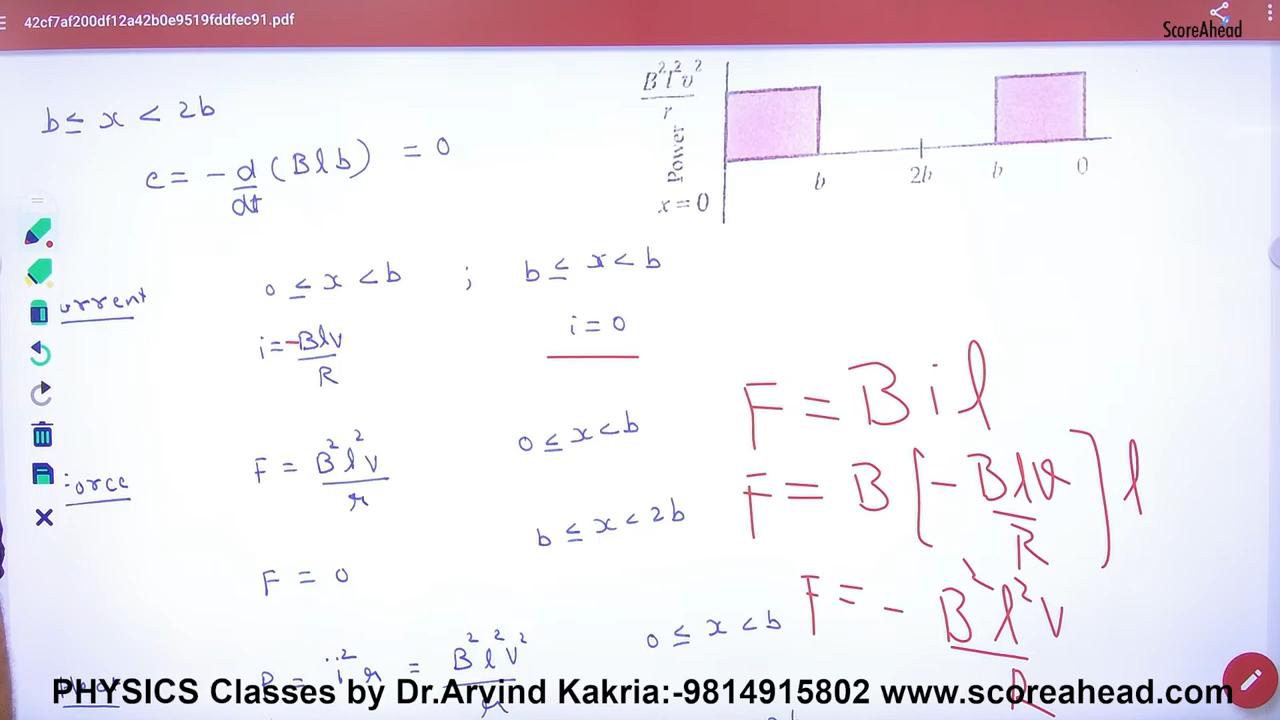 42cf7af200df12a42b0e9519fddfec91.pdf
ScoreAhead
b ≤ x < 2b
e = - d/dt (Blb) = 0
B²l²v²/r
Power
x = 0
b 2b b 0
urrent
0 ≤ x < b ; b ≤ x < b
i = -Blv/R
i = 0
F = B²l²v/r 0 ≤ x < b
orce
F = 0 b ≤ x < 2b
P = i²r = B²l²v²/r 0 ≤ x < b
F = Bil
F = B[-Blv/R]l
F = - B²l²v/R
PHYSICS Classes by Dr.Arvind Kakria:-9814915802 www.scoreahead.com